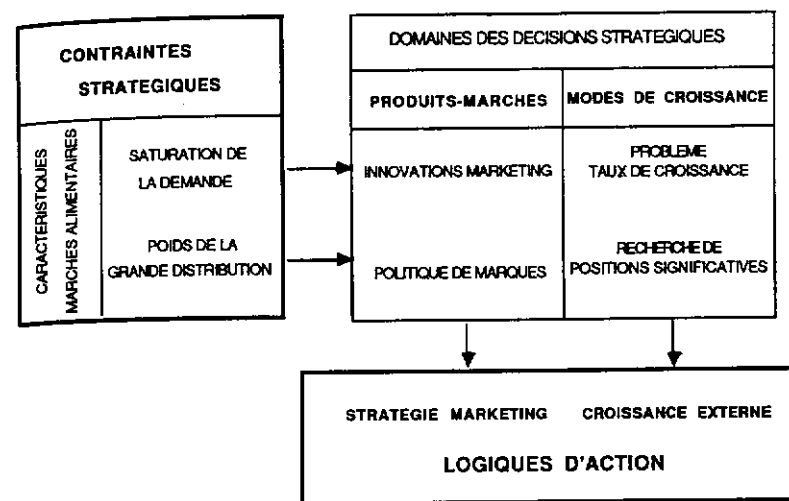 CONTRAINTES
STRATEGIQUES
CARACTERISTIQUES
MARCHES ALIMENTAIRES
SATURATION DE
LA DEMANDE
POIDS DE LA
GRANDE DISTRIBUTION
DOMAINES DES DECISIONS STRATEGIQUES
PRODUITS-MARCHES
MODES DE CROISSANCE
INNOVATIONS MARKETING
PROBLEME
TAUX DE CROISSANCE
POLITIQUE DE MARQUES
RECHERCHE DE
POSITIONS SIGNIFICATIVES
STRATEGIE MARKETING
CROISSANCE EXTERNE
LOGIQUES D'ACTION